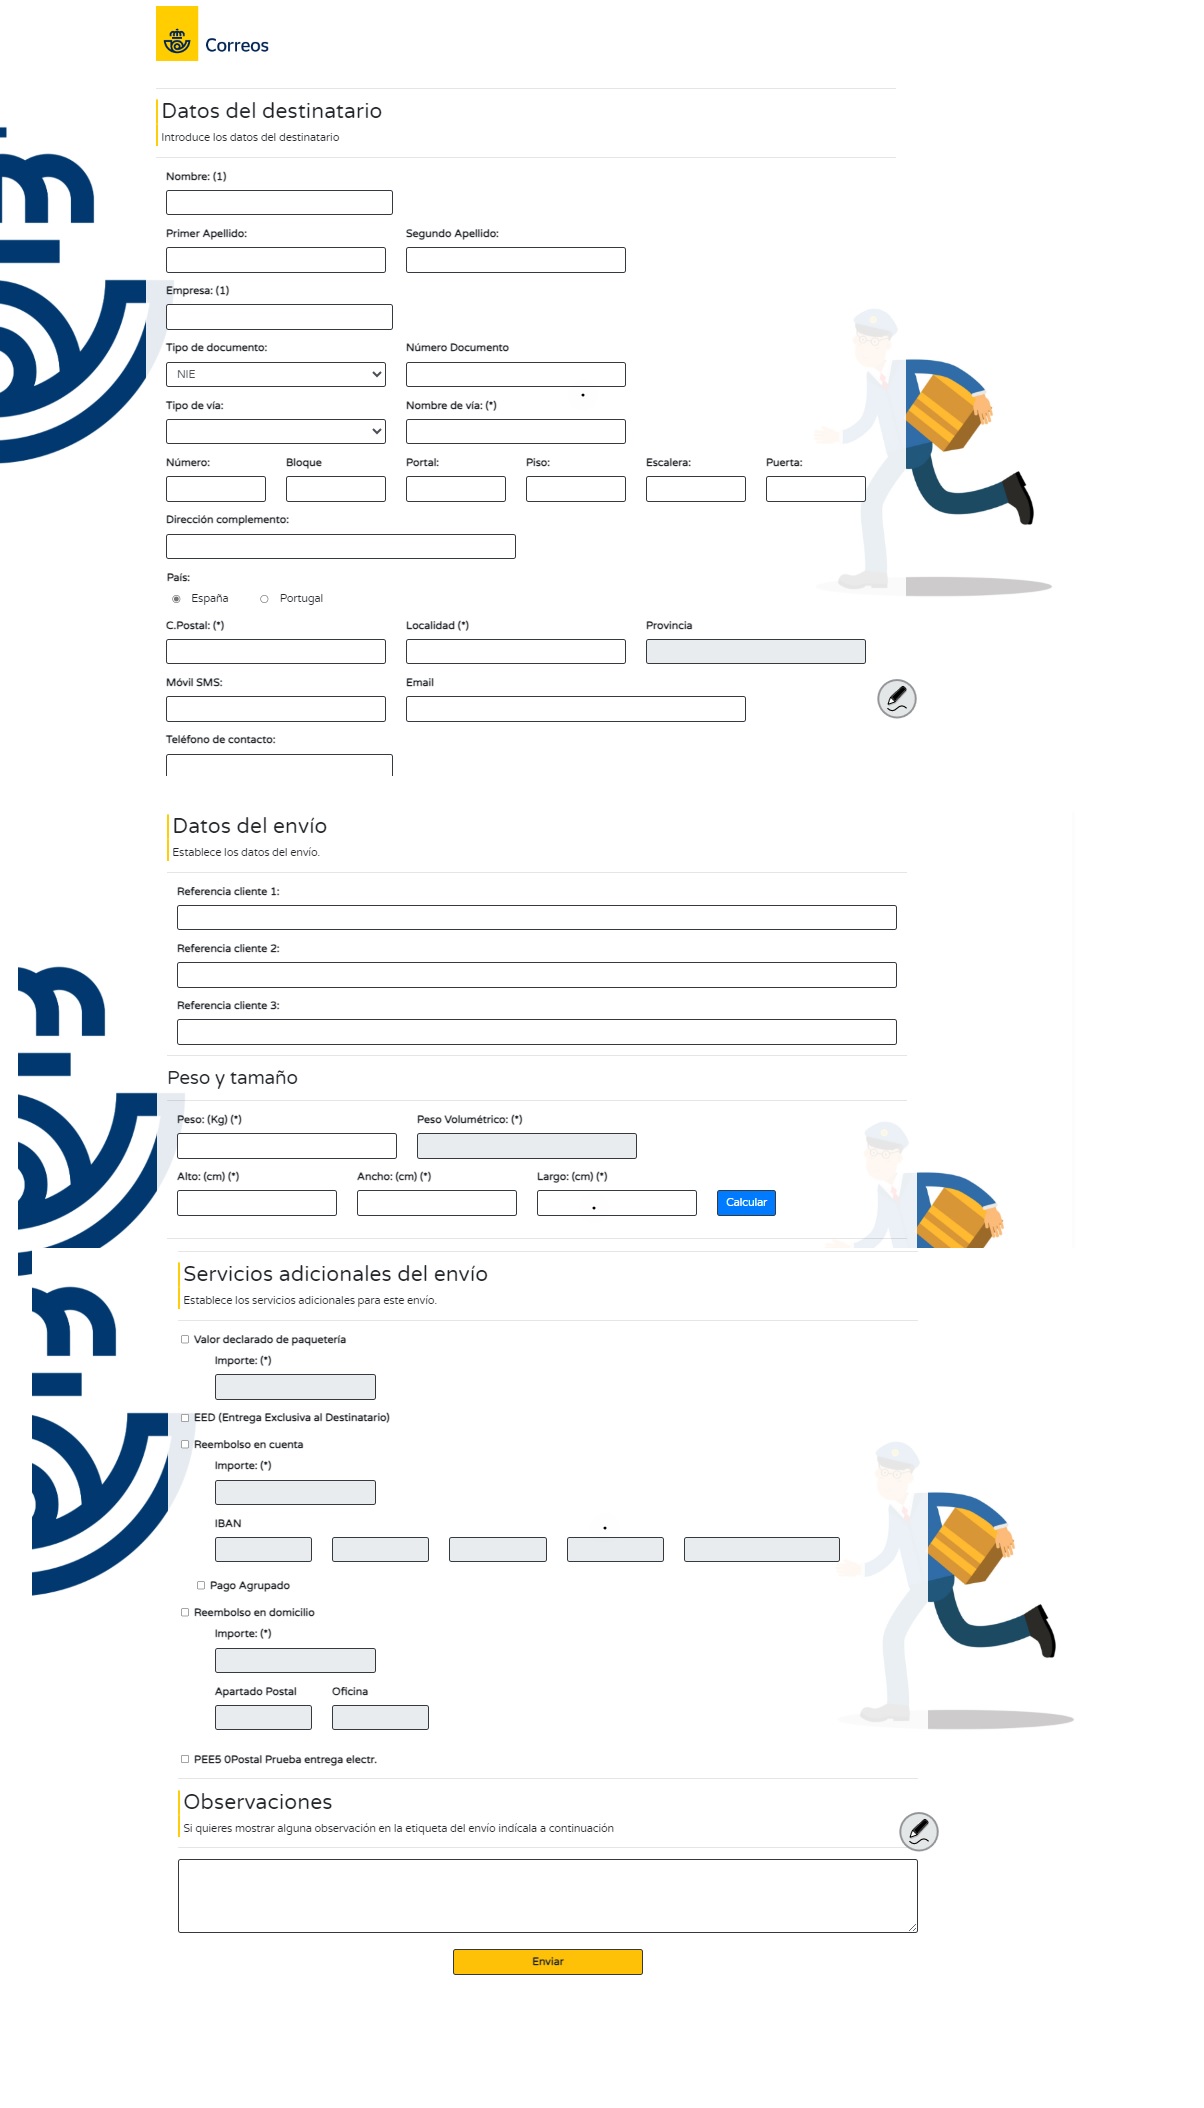 Correos
Datos del destinatario
Introduce los datos del destinatario
Nombre: (1)
Primer Apellido: Segundo Apellido:
Empresa: (1)
Tipo de documento: Número Documento
NIE
Tipo de vía: Nombre de vía: (*)
Número: Bloque Portal: Piso: Escalera: Puerta:
Dirección complemento:
País:
España Portugal
C.Postal: (*) Localidad (*) Provincia
Móvil SMS: Email
Teléfono de contacto:
Datos del envío
Establece los datos del envío.
Referencia cliente 1:
Referencia cliente 2:
Referencia cliente 3:
Peso y tamaño
Peso: (Kg) (*) Peso Volumétrico: (*)
Alto: (cm) (*) Ancho: (cm) (*) Largo: (cm) (*)
Calcular
Servicios adicionales del envío
Establece los servicios adicionales para este envío.
Valor declarado de paquetería
Importe: (*)
EED (Entrega Exclusiva al Destinatario)
Reembolso en cuenta
Importe: (*)
IBAN
Pago Agrupado
Reembolso en domicilio
Importe: (*)
Apartado Postal Oficina
PEE5 0Postal Prueba entrega electr.
Observaciones
Si quieres mostrar alguna observación en la etiqueta del envío indícala a continuación
Enviar